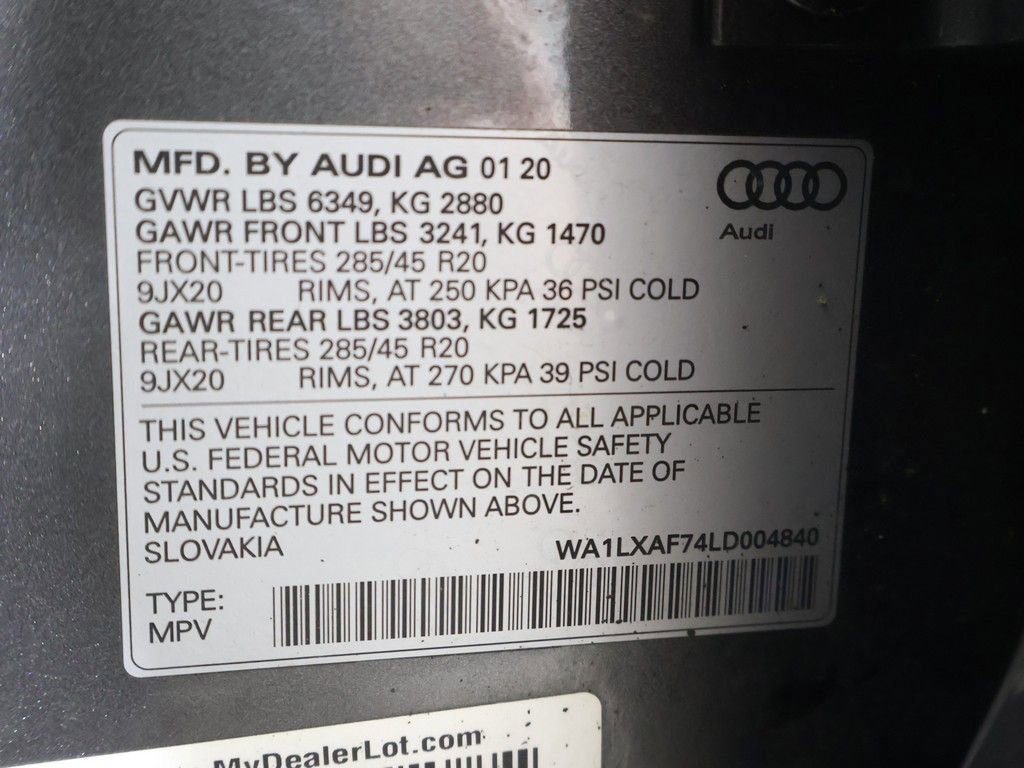 MFD. BY AUDI AG 01 20
GVWR LBS 6349, KG 2880
GAWR FRONT LBS 3241, KG 1470
Audi
FRONT-TIRES 285/45 R20
9JX20 RIMS, AT 250 KPA 36 PSI COLD
GAWR REAR LBS 3803, KG 1725
REAR-TIRES 285/45 R20
9JX20 RIMS, AT 270 KPA 39 PSI COLD
THIS VEHICLE CONFORMS TO ALL APPLICABLE
U.S. FEDERAL MOTOR VEHICLE SAFETY
STANDARDS IN EFFECT ON THE DATE OF
MANUFACTURE SHOWN ABOVE.
SLOVAKIA WA1LXAF74LD004840
TYPE:
MPV
MyDealerLot.com